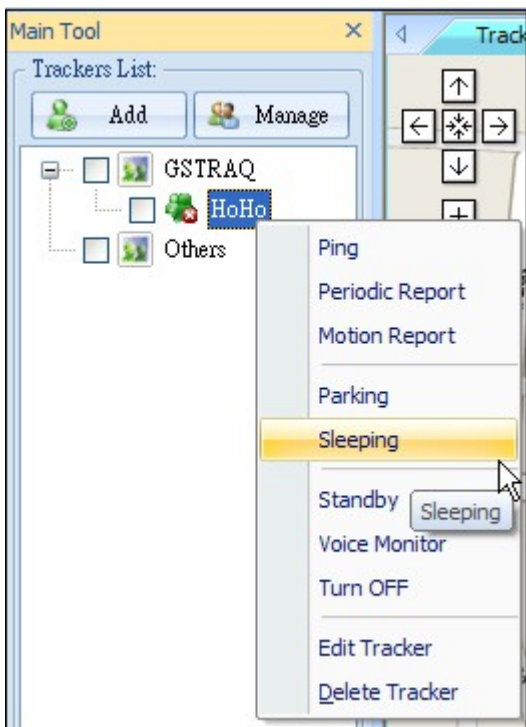 Main Tool
Track
Trackers List:
Add
Manage
GSTRAQ
HoHo
Others
Ping
Periodic Report
Motion Report
Parking
Sleeping
Standby
Sleeping
Voice Monitor
Turn OFF
Edit Tracker
Delete Tracker